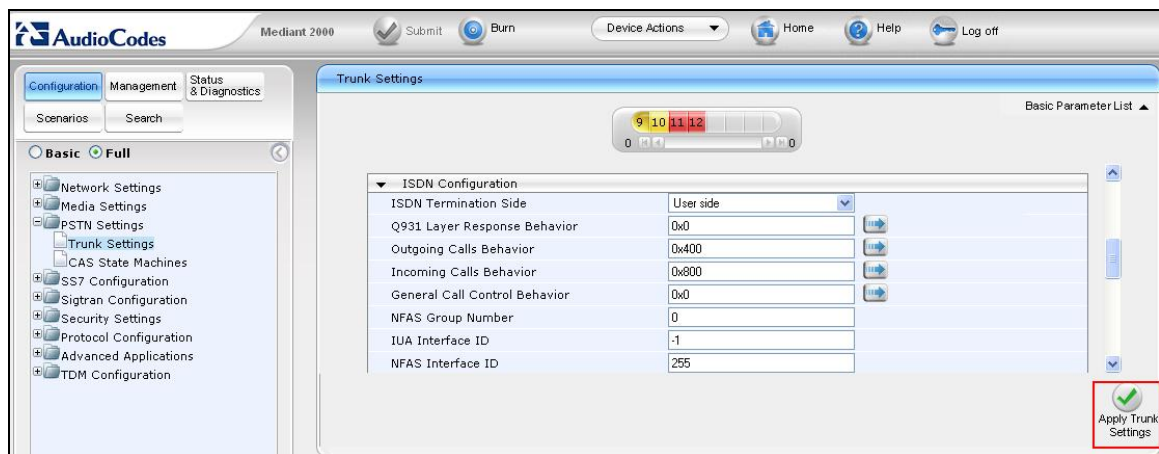 AudioCodes
Mediant 2000
Submit
Burn
Device Actions
Home
Help
Log off
Configuration
Management
Status
& Diagnostics
Scenarios
Search
Basic
Full
Network Settings
Media Settings
PSTN Settings
Trunk Settings
CAS State Machines
SS7 Configuration
Sigtran Configuration
Security Settings
Protocol Configuration
Advanced Applications
TDM Configuration
Trunk Settings
Basic Parameter List
9 10 11 12
0 0
ISDN Configuration
ISDN Termination Side User side
Q931 Layer Response Behavior 0x0
Outgoing Calls Behavior 0x400
Incoming Calls Behavior 0x800
General Call Control Behavior 0x0
NFAS Group Number 0
IUA Interface ID -1
NFAS Interface ID 255
Apply Trunk
Settings